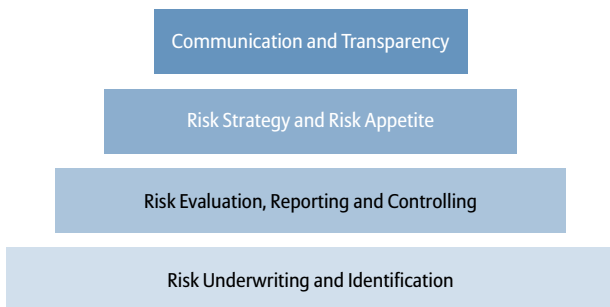 Communication and Transparency
Risk Strategy and Risk Appetite
Risk Evaluation, Reporting and Controlling
Risk Underwriting and Identification